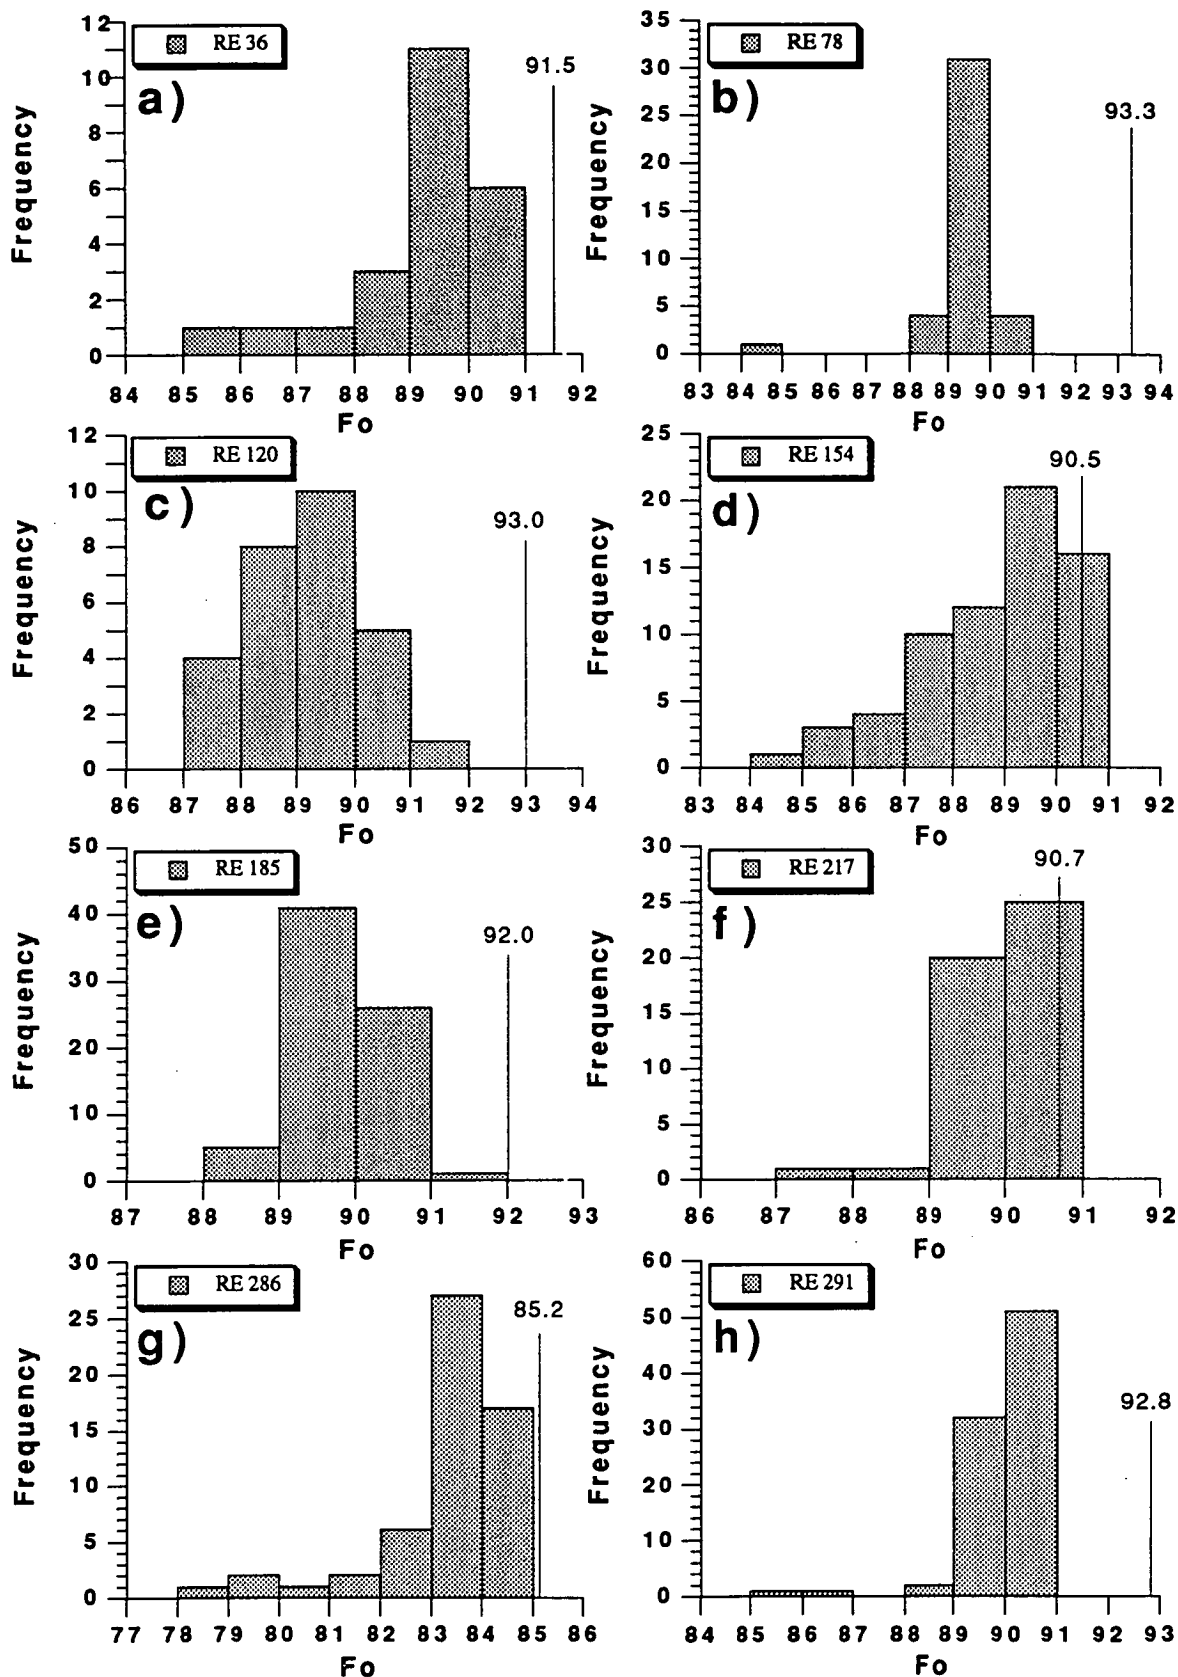 RE 36
a)
91.5
Frequency
12
10
8
6
4
2
0
84 85 86 87 88 89 90 91 92
Fo
RE 78
b)
93.3
Frequency
35
30
25
20
15
10
5
0
83 84 85 86 87 88 89 90 91 92 93 94
Fo
RE 120
c)
93.0
Frequency
12
10
8
6
4
2
0
86 87 88 89 90 91 92 93 94
Fo
RE 154
d)
90.5
Frequency
25
20
15
10
5
0
83 84 85 86 87 88 89 90 91 92
Fo
RE 185
e)
92.0
Frequency
50
40
30
20
10
0
87 88 89 90 91 92 93
Fo
RE 217
f)
90.7
Frequency
30
25
20
15
10
5
0
86 87 88 89 90 91 92
Fo
RE 286
g)
85.2
Frequency
30
25
20
15
10
5
0
77 78 79 80 81 82 83 84 85 86
Fo
RE 291
h)
92.8
Frequency
60
50
40
30
20
10
0
84 85 86 87 88 89 90 91 92 93
Fo